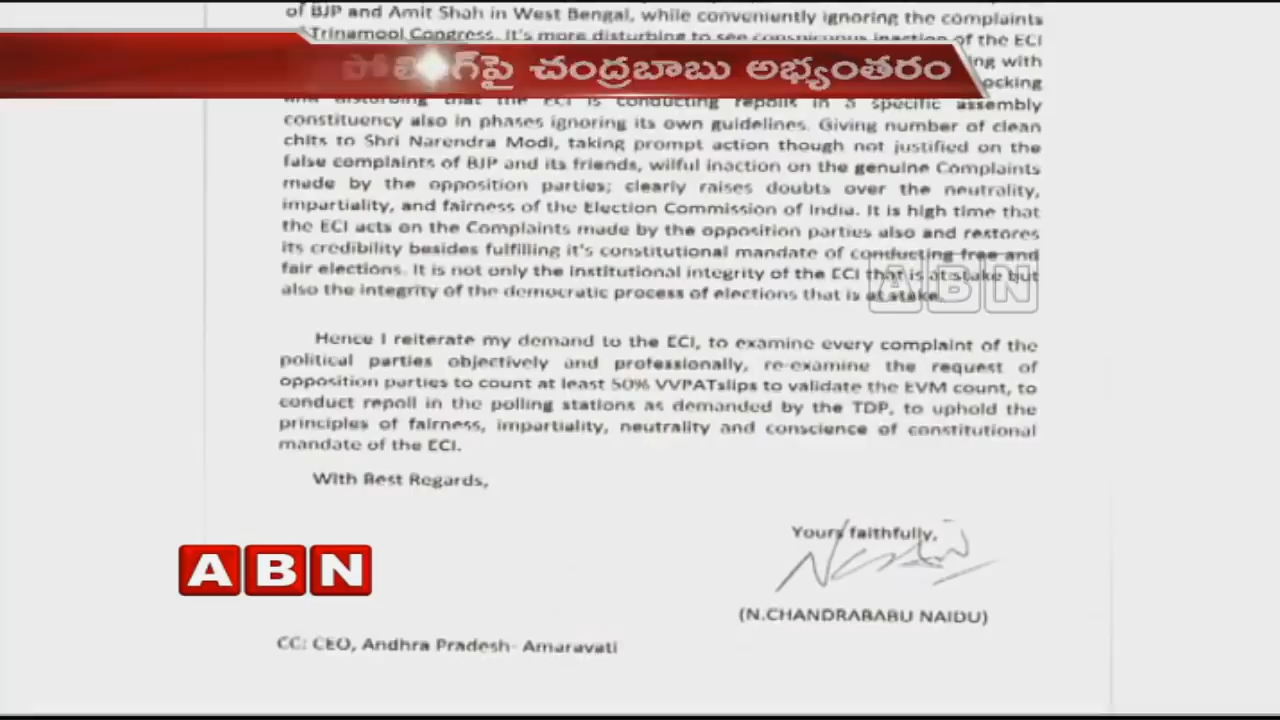 of BJP and Amit Shah in West Bengal, while conveniently ignoring the complaints
Trinamool Congress. It's more disturbing to see conspicuous inaction of the ECI
పోలింగ్‌పై చంద్రబాబు అభ్యంతరం
with
and disturbing that the ECI is conducting repolls in a specific assembly
constituency also in phases ignoring its own guidelines. Giving number of clean
chits to Shri Narendra Modi, taking prompt action though not justified on the
false complaints of BJP and its friends, wilful inaction on the genuine Complaints
made by the opposition parties; clearly raises doubts over the neutrality,
impartiality, and fairness of the Election Commission of India. It is high time that
the ECI acts on the Complaints made by the opposition parties also and restores
its credibility besides fulfilling it's constitutional mandate of conducting free and
fair elections. It is not only the institutional integrity of the ECI that is at stake but
also the integrity of the democratic process of elections that is at stake.
ABN
Hence I reiterate my demand to the ECI, to examine every complaint of the
political parties objectively and professionally, re-examine the request of
opposition parties to count at least 50% VVPATslips to validate the EVM count, to
conduct repoll in the polling stations as demanded by the TDP, to uphold the
principles of fairness, impartiality, neutrality and conscience of constitutional
mandate of the ECI.
With Best Regards,
Yours faithfully,
ABN
(N.CHANDRABABU NAIDU)
CC: CEO, Andhra Pradesh- Amaravati